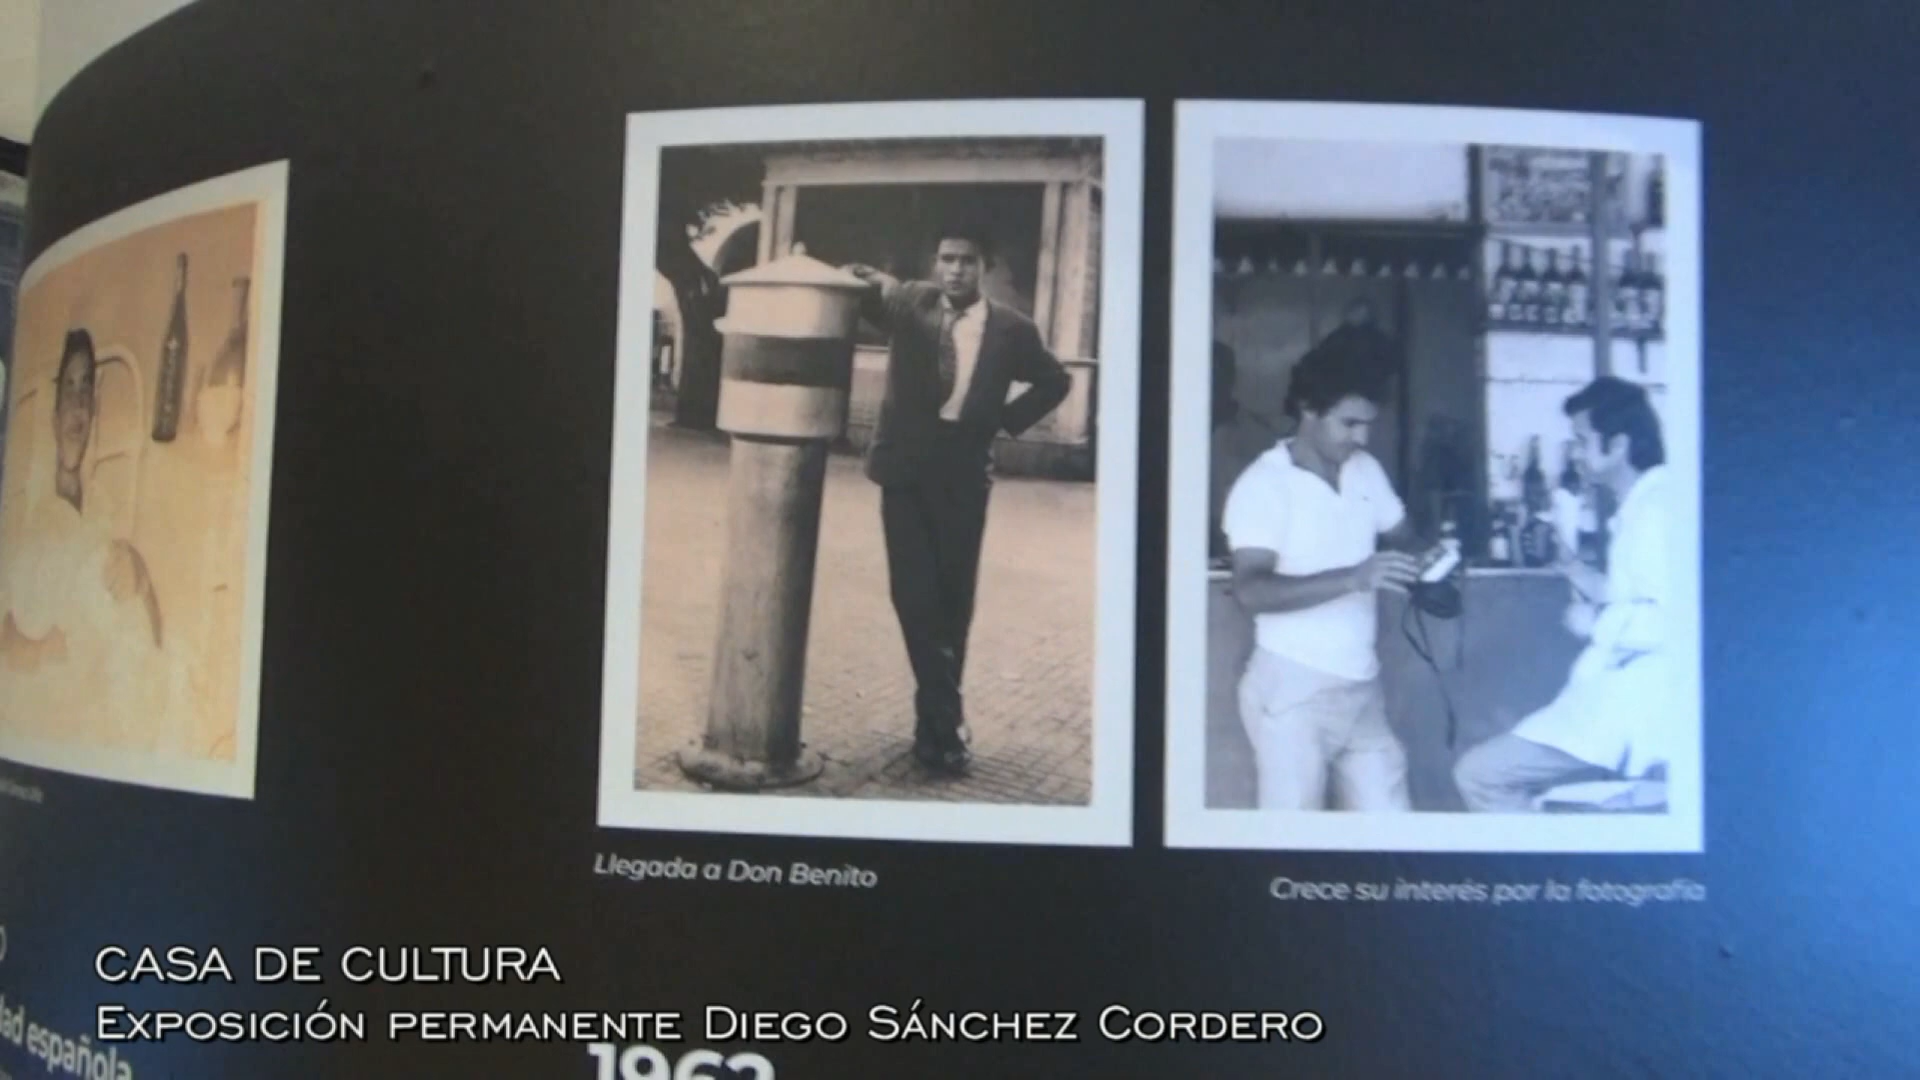 Llegada a Don Benito
Crece su interés por la fotografía
CASA DE CULTURA
Exposición permanente Diego Sánchez Cordero
dad española
1962